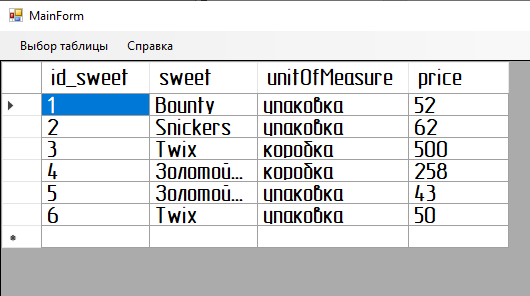 MainForm
Выбор таблицы Справка
id_sweet sweet unitOfMeasure price
1 Bounty упаковка 52
2 Snickers упаковка 62
3 Twix коробка 500
4 Золотой... коробка 258
5 Золотой... упаковка 43
6 Twix упаковка 50